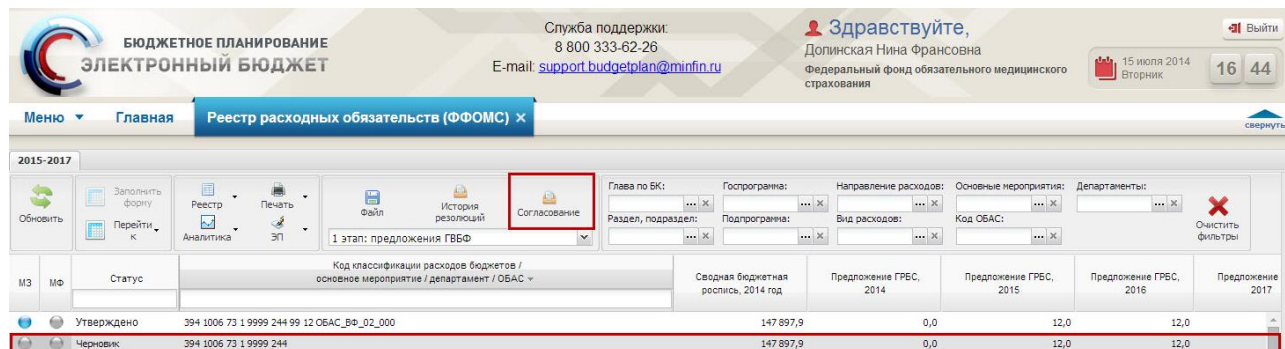 БЮДЖЕТНОЕ ПЛАНИРОВАНИЕ
ЭЛЕКТРОННЫЙ БЮДЖЕТ
Служба поддержки:
8 800 333-62-26
E-mail: support.budgetplan@minfin.ru
Здравствуйте,
Допинская Нина Франсовна
Федеральный фонд обязательного медицинского
страхования
Выйти
15 июля 2014
Вторник
16 44
Меню Главная Реестр расходных обязательств (ФФОМС) ×
свернуть
2015-2017
Обновить
Заполнить
форму
Перейти
к
Реестр
Аналитика
Печать
ЭП
Файл
История
резолюций
Согласование
1 этап: предложения ГВБФ
Глава по БК: Госпрограмма: Направление расходов: Основные мероприятия: Департаменты:
Раздел, подраздел: Подпрограмма: Вид расходов: Код ОБАС:
Очистить
фильтры
МЗ МФ Статус
Код классификации расходов бюджетов /
основное мероприятие / департамент / ОБАС
Сводная бюджетная
роспись, 2014 год
Предложение ГРБС,
2014
Предложение ГРБС,
2015
Предложение ГРБС,
2016
Предложение
2017
Утверждено 394 1006 73 1 9999 244 99 12 ОБАС_ВФ_02_000 147 897,9 0,0 12,0 12,0
Черновик 394 1006 73 1 9999 244 147 897,9 0,0 12,0 12,0